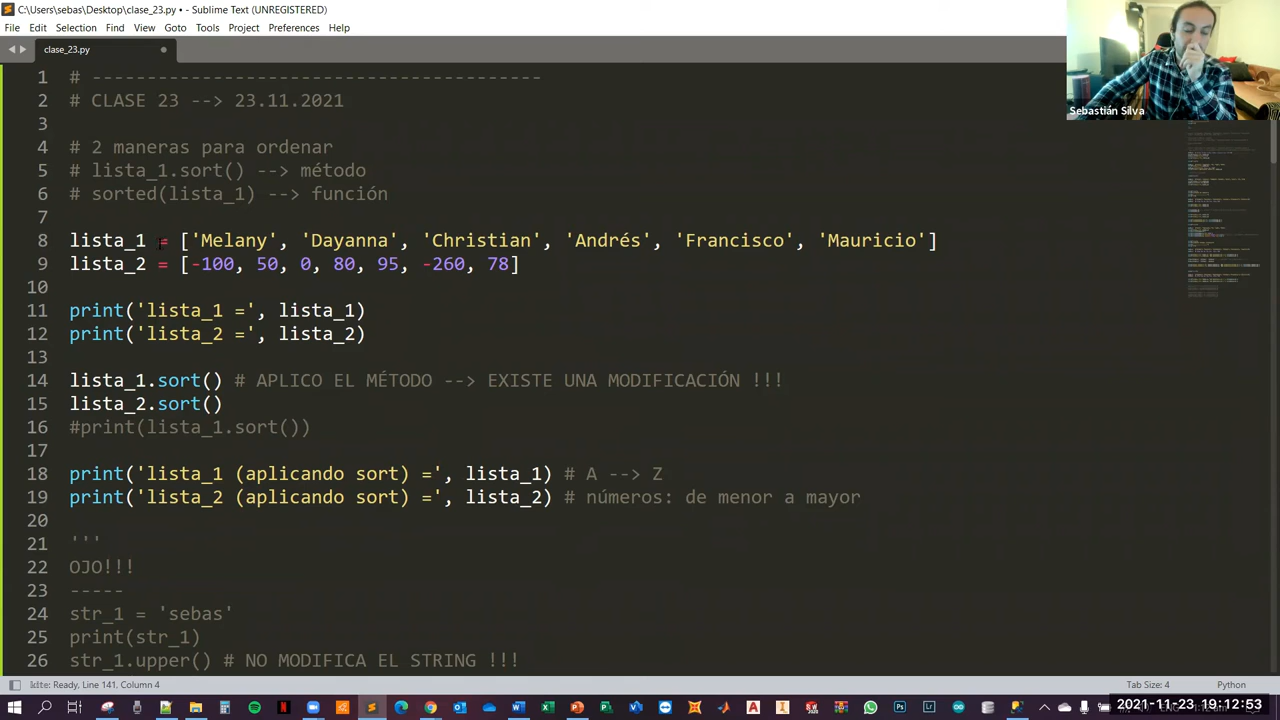 C:\Users\sebas\Desktop\clase_23.py - Sublime Text (UNREGISTERED)
File Edit Selection Find View Goto Tools Project Preferences Help
clase_23.py
Sebastián Silva
1 # -----------------------------------------
2 # CLASE 23 --> 23.11.2021
3
4 # 2 maneras para ordenar
5 # lista_1.sort() --> método
6 # sorted(lista_1) --> función
7
8 lista_1 = ['Melany', 'Dayanna', 'Christian', 'Andrés', 'Francisco', 'Mauricio']
9 lista_2 = [-100, 50, 0, 80, 95, -260, 73]
10
11 print('lista_1 =', lista_1)
12 print('lista_2 =', lista_2)
13
14 lista_1.sort() # APLICO EL MÉTODO --> EXISTE UNA MODIFICACIÓN !!!
15 lista_2.sort()
16 #print(lista_1.sort())
17
18 print('lista_1 (aplicando sort) =', lista_1) # A --> Z
19 print('lista_2 (aplicando sort) =', lista_2) # números: de menor a mayor
20
21 '''
22 OJO!!!
23 -----
24 str_1 = 'sebas'
25 print(str_1)
26 str_1.upper() # NO MODIFICA EL STRING !!!
kite: Ready, Line 141, Column 4
Tab Size: 4
Python
2021-11-23 19:12:53